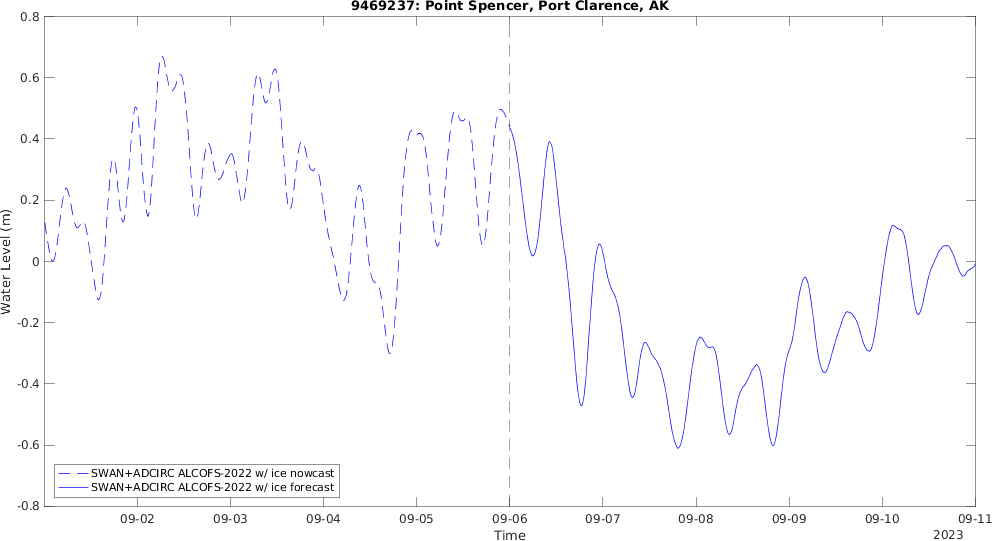 9469237: Point Spencer, Port Clarence, AK
0.8
0.6
0.4
0.2
0
-0.2
-0.4
-0.6
-0.8
Water Level (m)
SWAN+ADCIRC ALCOFS-2022 w/ ice nowcast
SWAN+ADCIRC ALCOFS-2022 w/ ice forecast
09-02 09-03 09-04 09-05 09-06 09-07 09-08 09-09 09-10 09-11
Time
2023